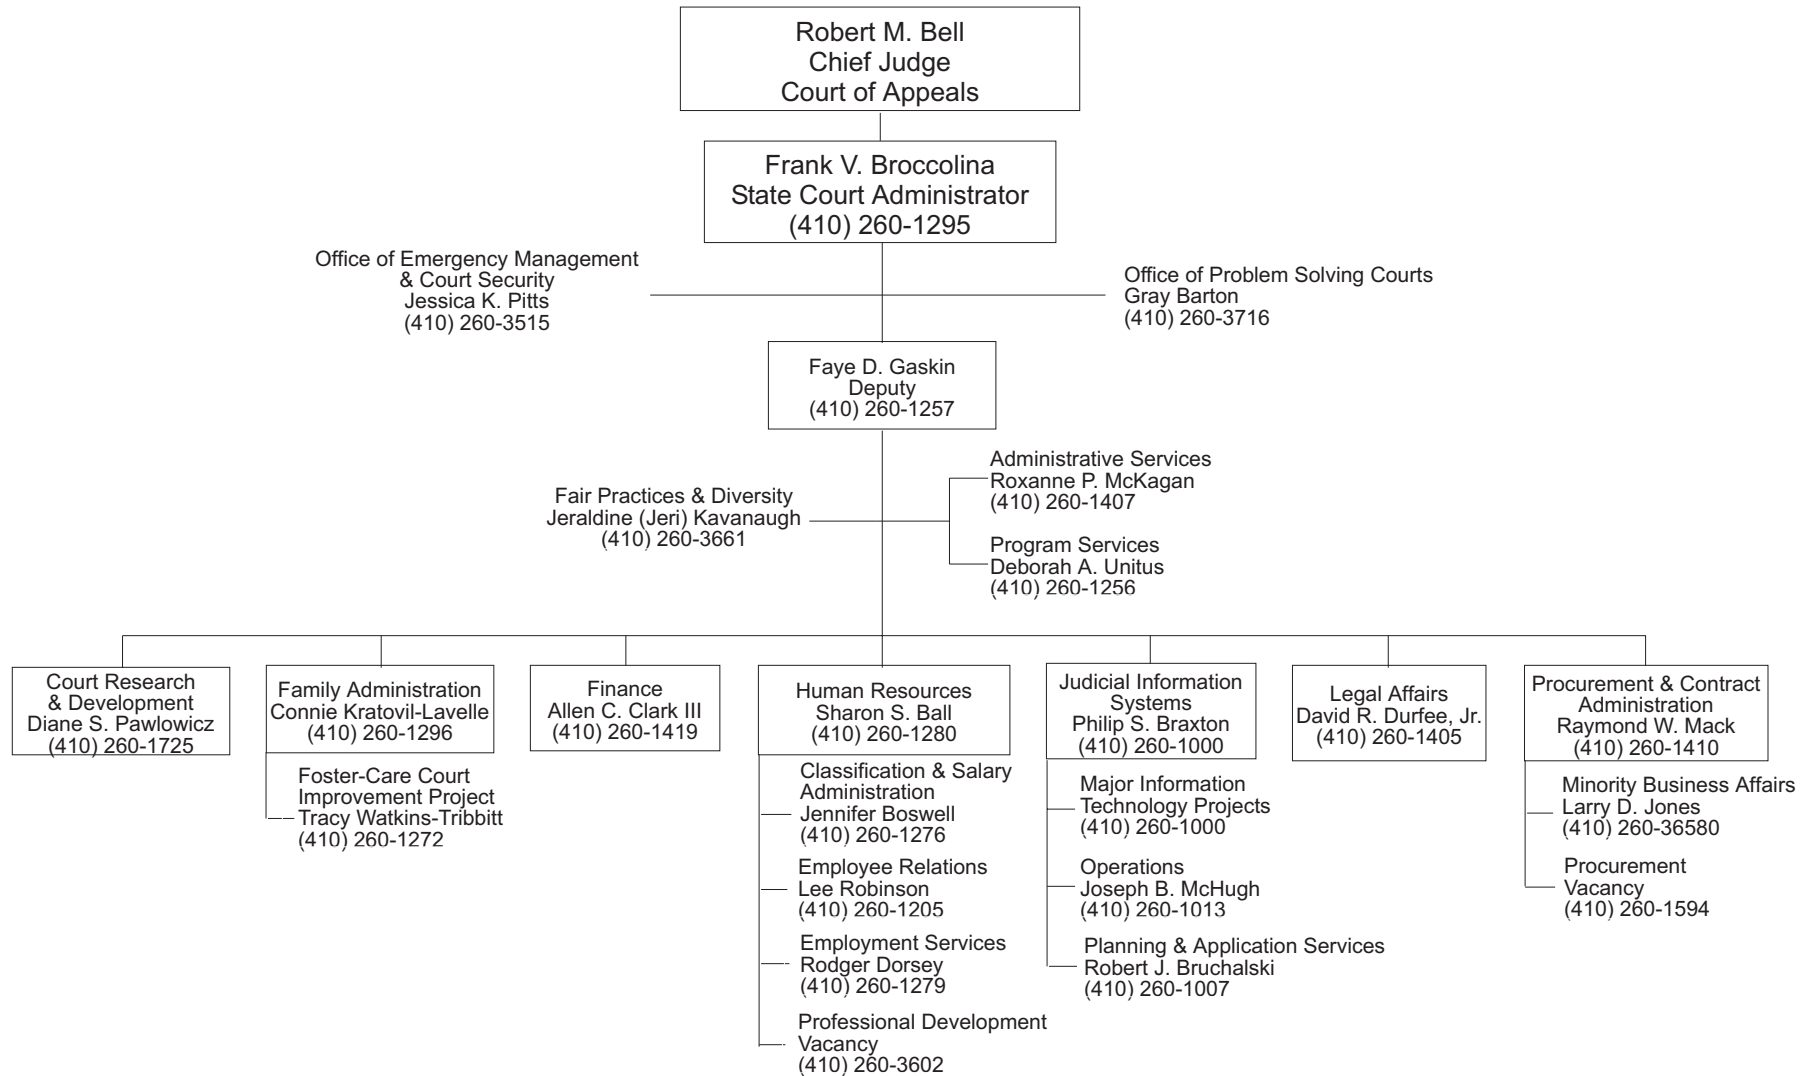 Robert M. Bell
Chief Judge
Court of Appeals
Frank V. Broccolina
State Court Administrator
(410) 260-1295
Office of Emergency Management
& Court Security
Jessica K. Pitts
(410) 260-3515
Office of Problem Solving Courts
Gray Barton
(410) 260-3716
Faye D. Gaskin
Deputy
(410) 260-1257
Fair Practices & Diversity
Jeraldine (Jeri) Kavanaugh
(410) 260-3661
Administrative Services
Roxanne P. McKagan
(410) 260-1407
Program Services
Deborah A. Unitus
(410) 260-1256
Court Research
& Development
Diane S. Pawlowicz
(410) 260-1725
Family Administration
Connie Kratovil-Lavelle
(410) 260-1296
Foster-Care Court
Improvement Project
Tracy Watkins-Tribbitt
(410) 260-1272
Finance
Allen C. Clark III
(410) 260-1419
Human Resources
Sharon S. Ball
(410) 260-1280
Classification & Salary
Administration
Jennifer Boswell
(410) 260-1276
Employee Relations
Lee Robinson
(410) 260-1205
Employment Services
Rodger Dorsey
(410) 260-1279
Professional Development
Vacancy
(410) 260-3602
Judicial Information
Systems
Philip S. Braxton
(410) 260-1000
Major Information
Technology Projects
(410) 260-1000
Operations
Joseph B. McHugh
(410) 260-1013
Planning & Application Services
Robert J. Bruchalski
(410) 260-1007
Legal Affairs
David R. Durfee, Jr.
(410) 260-1405
Procurement & Contract
Administration
Raymond W. Mack
(410) 260-1410
Minority Business Affairs
Larry D. Jones
(410) 260-36580
Procurement
Vacancy
(410) 260-1594